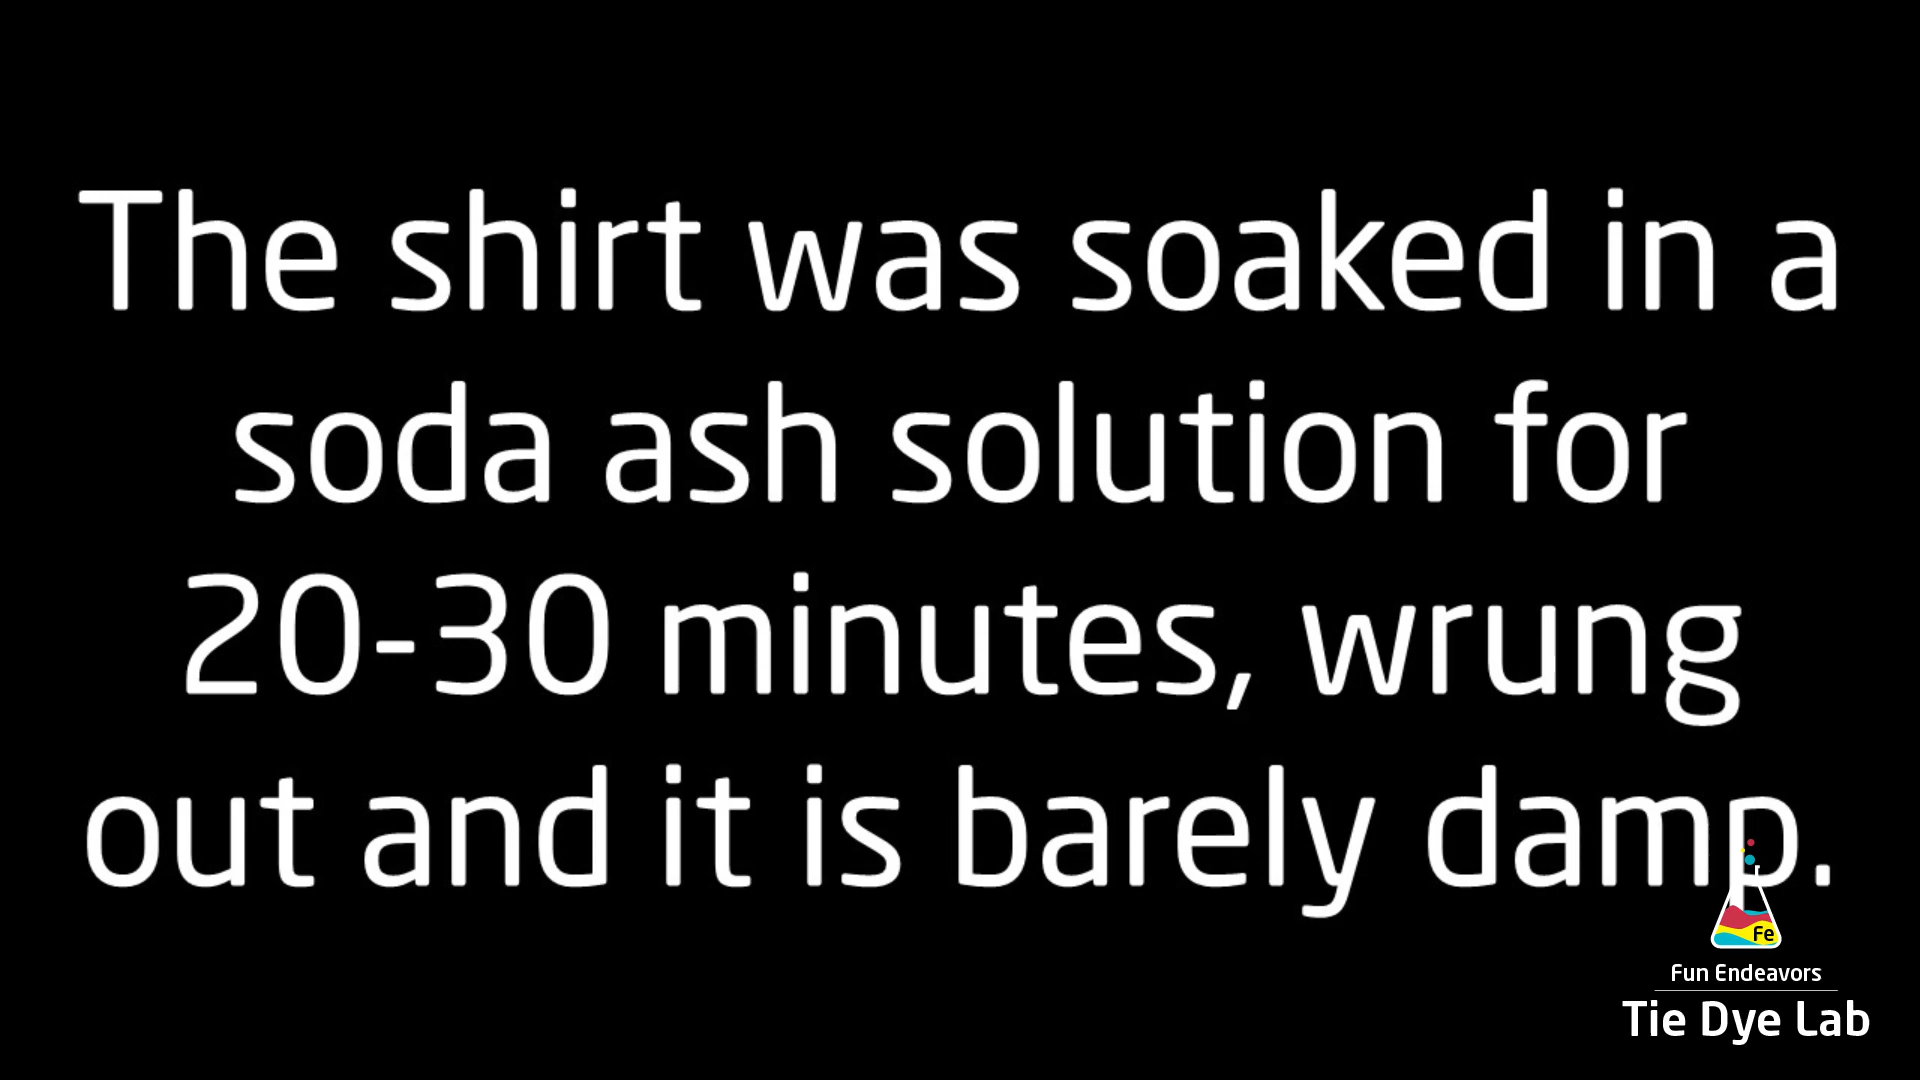 The shirt was soaked in a
soda ash solution for
20-30 minutes, wrung
out and it is barely damp.
Fe
Fun Endeavors
Tie Dye Lab